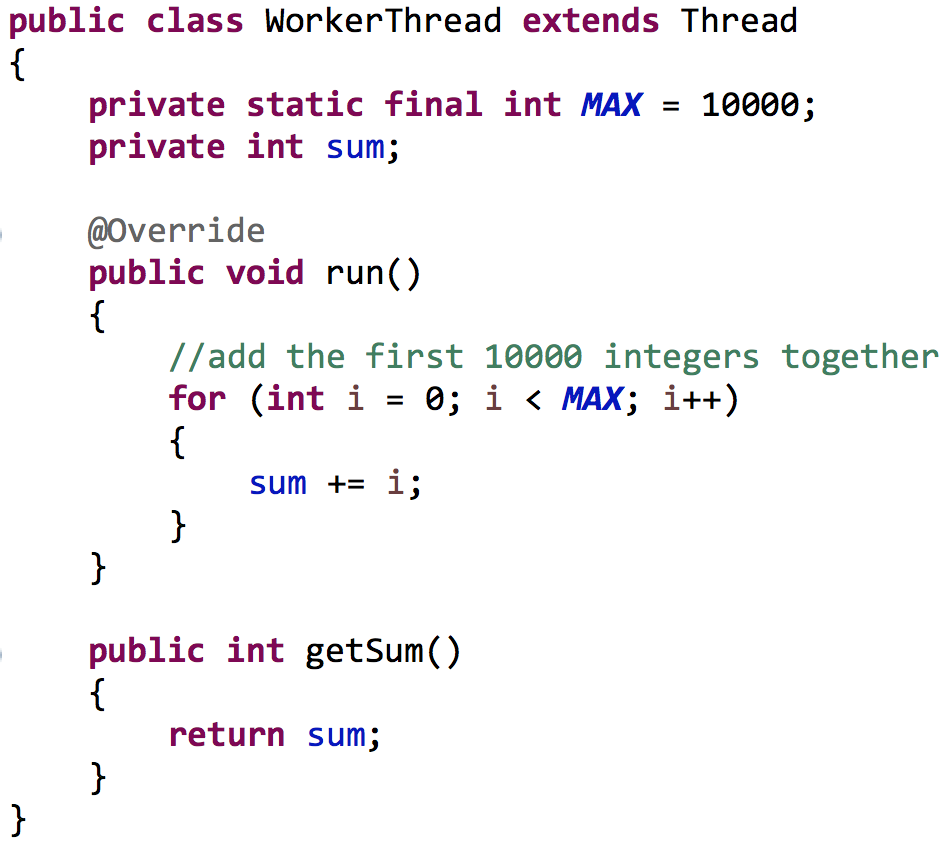 public class WorkerThread extends Thread
{
    private static final int MAX = 10000;
    private int sum;

    @Override
    public void run()
    {
        //add the first 10000 integers together
        for (int i = 0; i < MAX; i++)
        {
            sum += i;
        }
    }

    public int getSum()
    {
        return sum;
    }
}